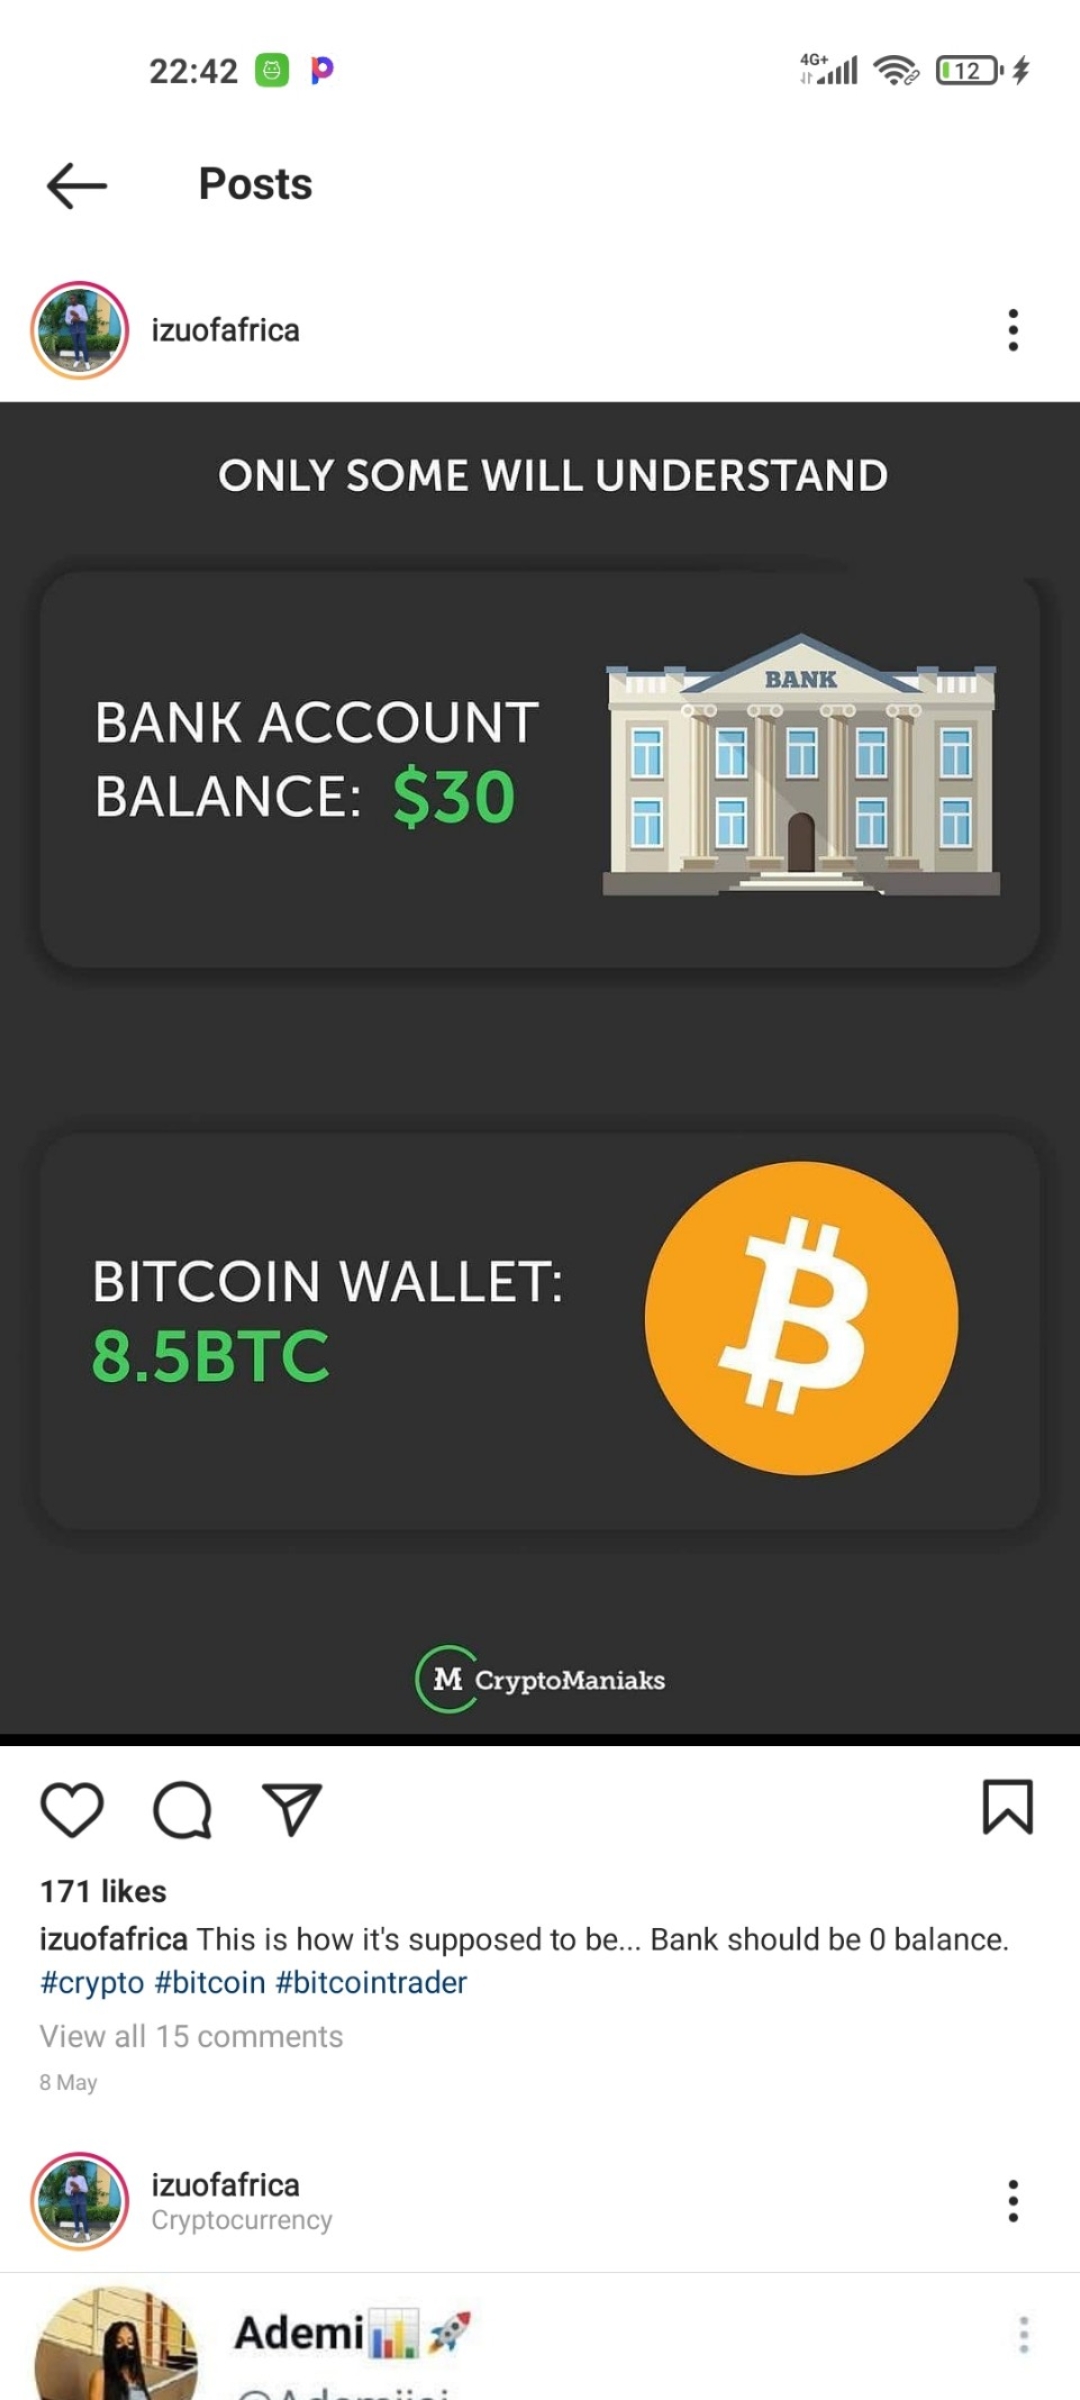 22:42
4G+
12
Posts
izuofafrica
ONLY SOME WILL UNDERSTAND
BANK
BANK ACCOUNT
BALANCE: $30
BITCOIN WALLET:
8.5BTC
M CryptoManiaks
171 likes
izuofafrica This is how it's supposed to be... Bank should be 0 balance.
#crypto #bitcoin #bitcointrader
View all 15 comments
8 May
izuofafrica
Cryptocurrency
Ademi